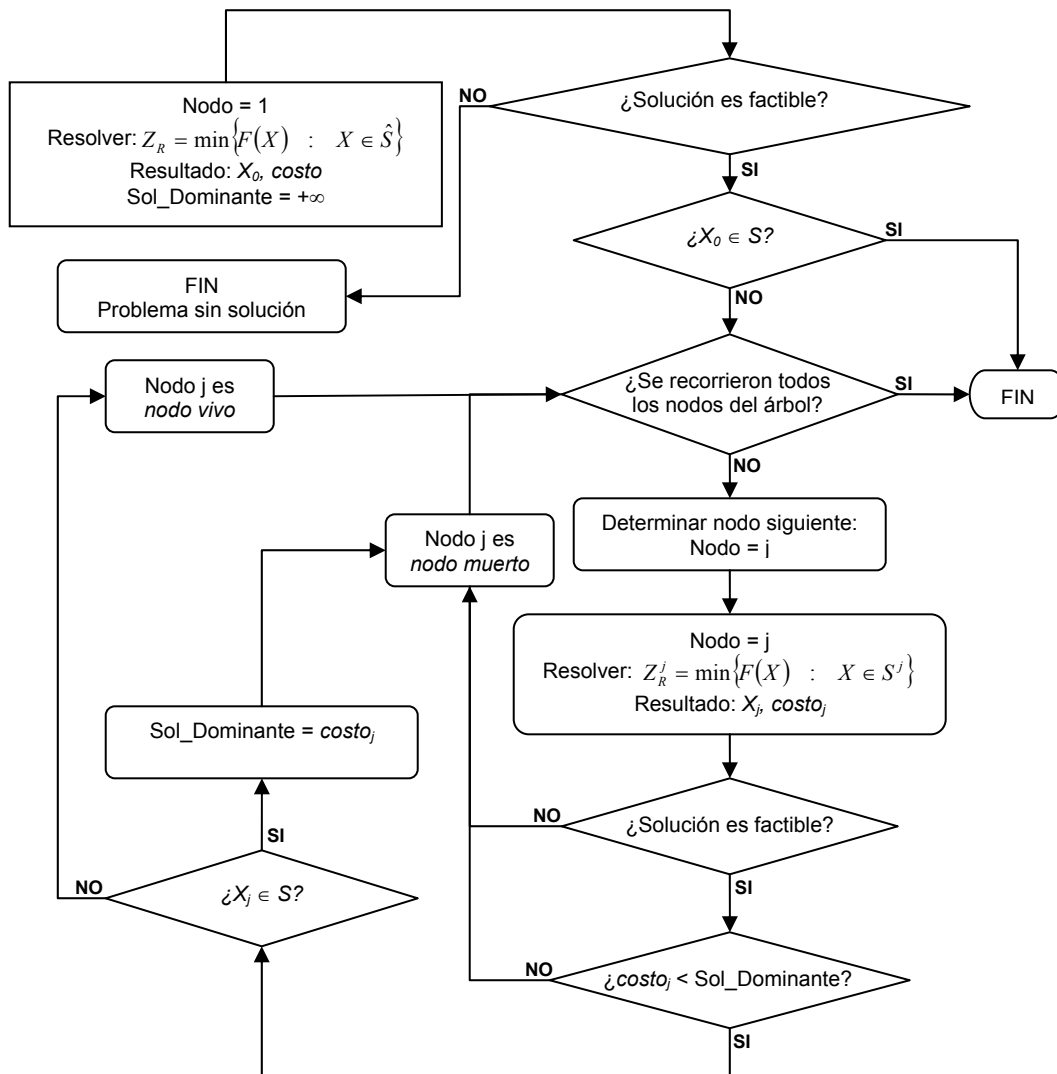 Nodo = 1
Resolver: Z_R = min{F(X) : X ∈ Ŝ}
Resultado: X₀, costo
Sol_Dominante = +∞
¿Solución es factible?
NO
SI
¿X₀ ∈ S?
SI
NO
FIN
Problema sin solución
Nodo j es
nodo vivo
¿Se recorrieron todos
los nodos del árbol?
SI
FIN
NO
Determinar nodo siguiente:
Nodo = j
Nodo j es
nodo muerto
Nodo = j
Resolver: Z_R^j = min{F(X) : X ∈ S^j}
Resultado: X_j, costo_j
Sol_Dominante = costo_j
¿Solución es factible?
NO
SI
SI
¿X_j ∈ S?
NO
¿costo_j < Sol_Dominante?
NO
SI